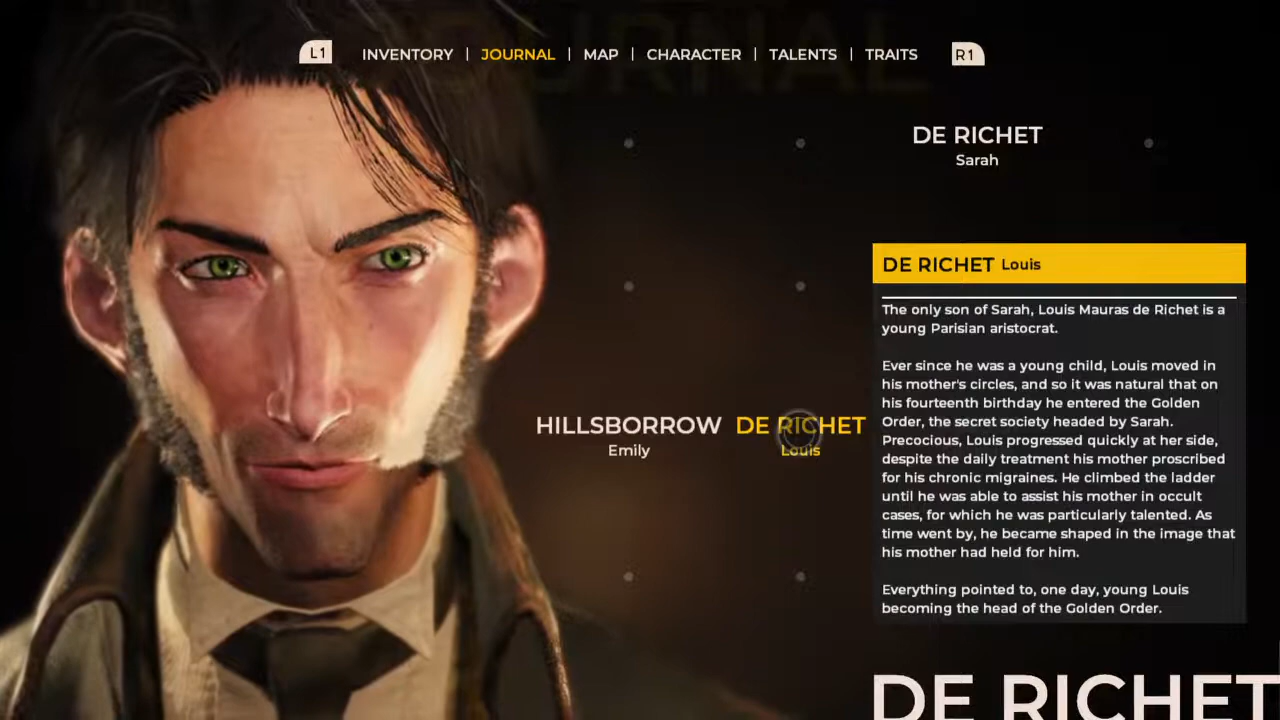 JOURNAL
L1 INVENTORY | JOURNAL | MAP | CHARACTER | TALENTS | TRAITS R1
DE RICHET
Sarah
DE RICHET Louis
The only son of Sarah, Louis Mauras de Richet is a
young Parisian aristocrat.
Ever since he was a young child, Louis moved in
his mother's circles, and so it was natural that on
his fourteenth birthday he entered the Golden
Order, the secret society headed by Sarah.
Precocious, Louis progressed quickly at her side,
despite the daily treatment his mother proscribed
for his chronic migraines. He climbed the ladder
until he was able to assist his mother in occult
cases, for which he was particularly talented. As
time went by, he became shaped in the image that
his mother had held for him.
Everything pointed to, one day, young Louis
becoming the head of the Golden Order.
HILLSBORROW
Emily
DE RICHET
Louis
DE RICHET